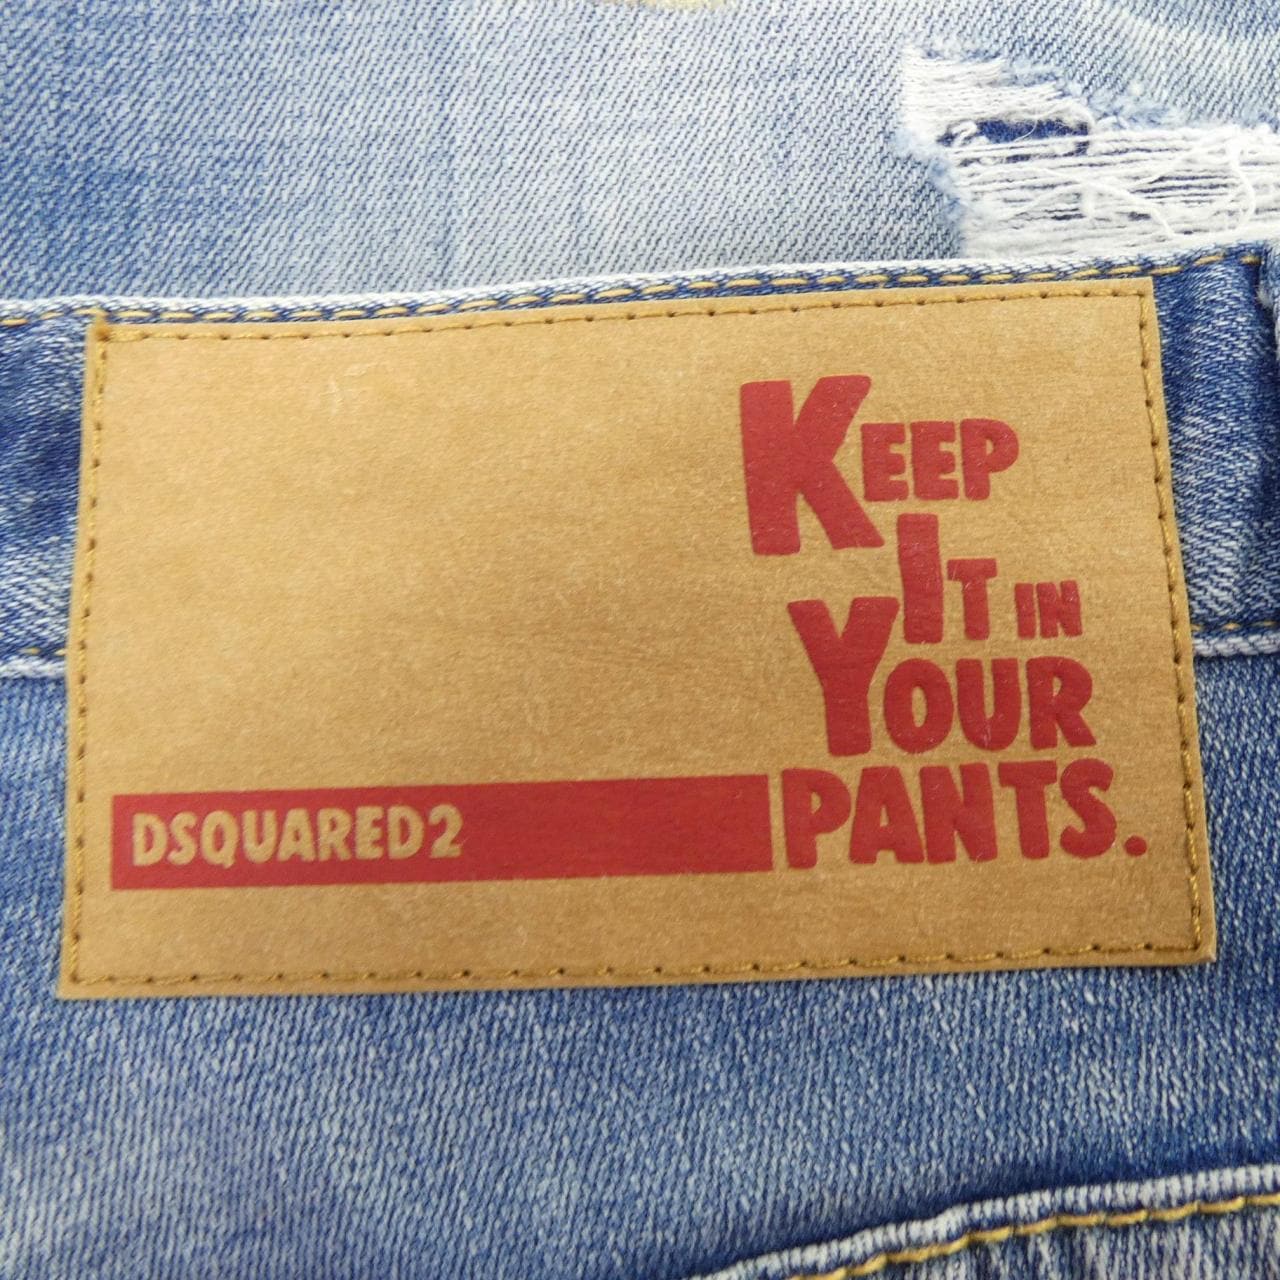 KEEP
IT IN
YOUR
PANTS.
DSQUARED2